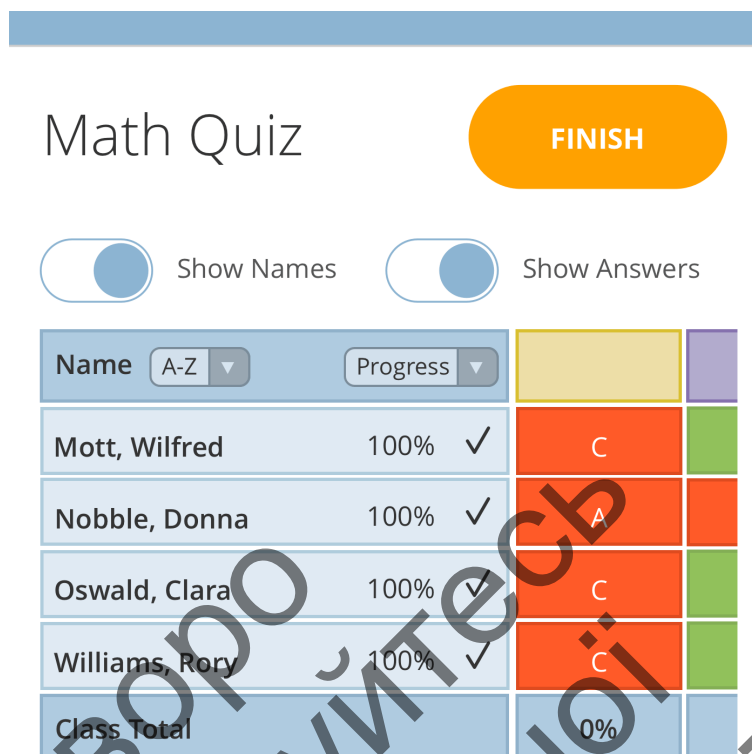 Math Quiz FINISH
Show Names Show Answers
Name A-Z Progress
Mott, Wilfred 100% C
Nobble, Donna 100% A
Oswald, Clara 100% C
Williams, Rory 100% C
Class Total 0%